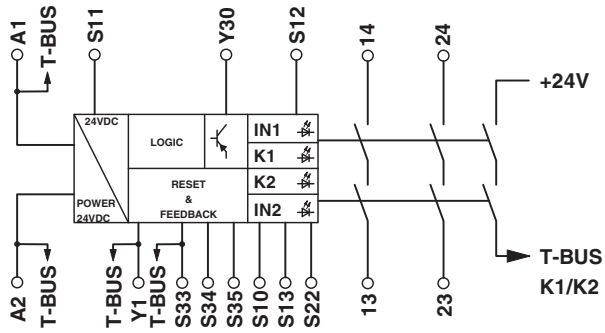 A1
T-BUS
S11
Y30
S12
14
24
+24V
24VDC
LOGIC
IN1
K1
K2
IN2
RESET
&
FEEDBACK
POWER
24VDC
A2
T-BUS
T-BUS
Y1
T-BUS
S33
S34
S35
S10
S13
S22
13
23
T-BUS
K1/K2